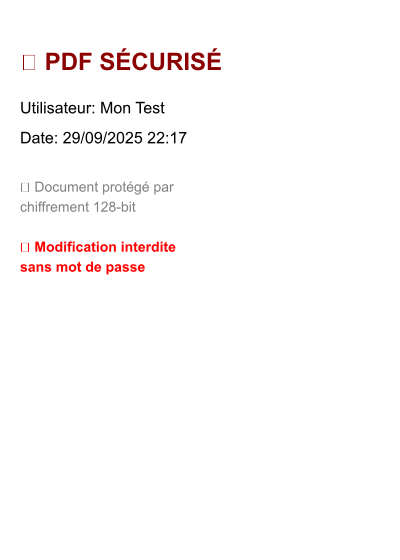 PDF SÉCURISÉ
Utilisateur: Mon Test
Date: 29/09/2025 22:17
Document protégé par
chiffrement 128-bit
Modification interdite
sans mot de passe